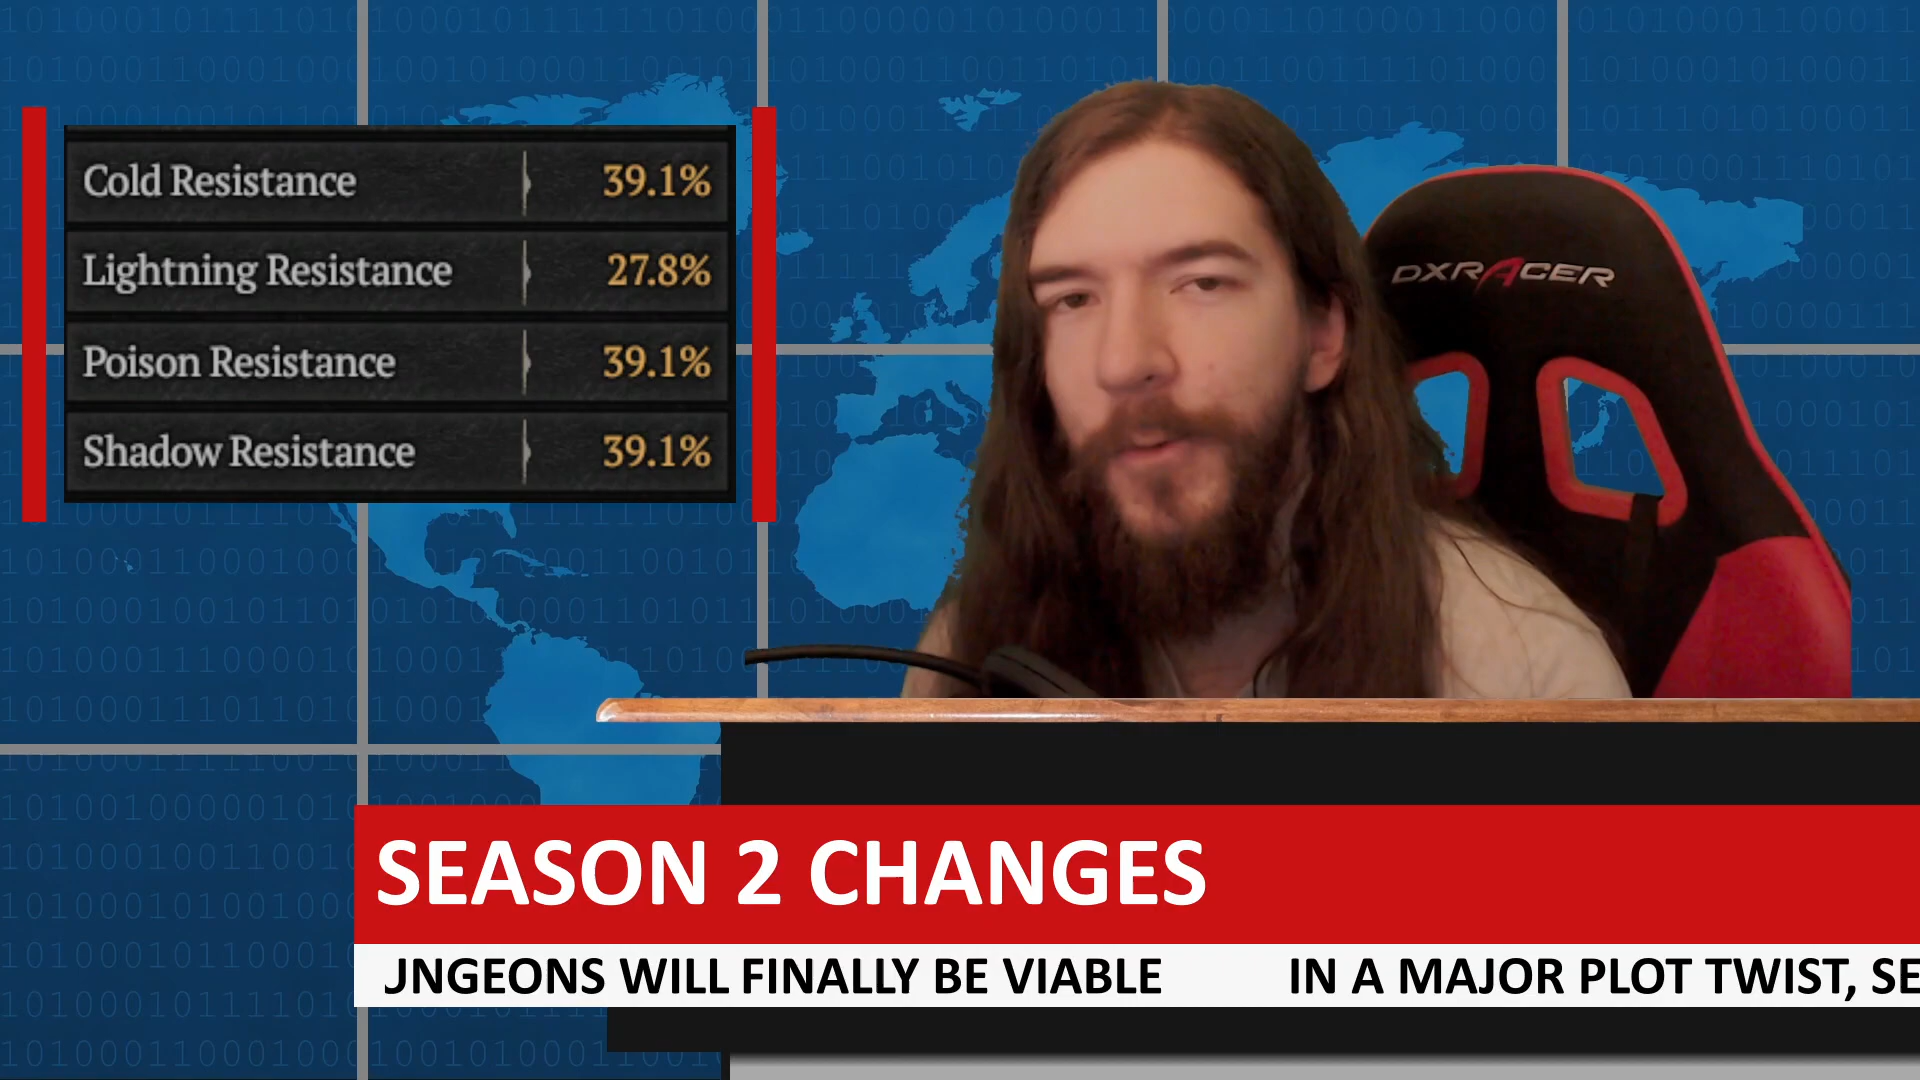 Cold Resistance 39.1%
Lightning Resistance 27.8%
Poison Resistance 39.1%
Shadow Resistance 39.1%
DXRACER
SEASON 2 CHANGES
JNGEONS WILL FINALLY BE VIABLE IN A MAJOR PLOT TWIST, SE